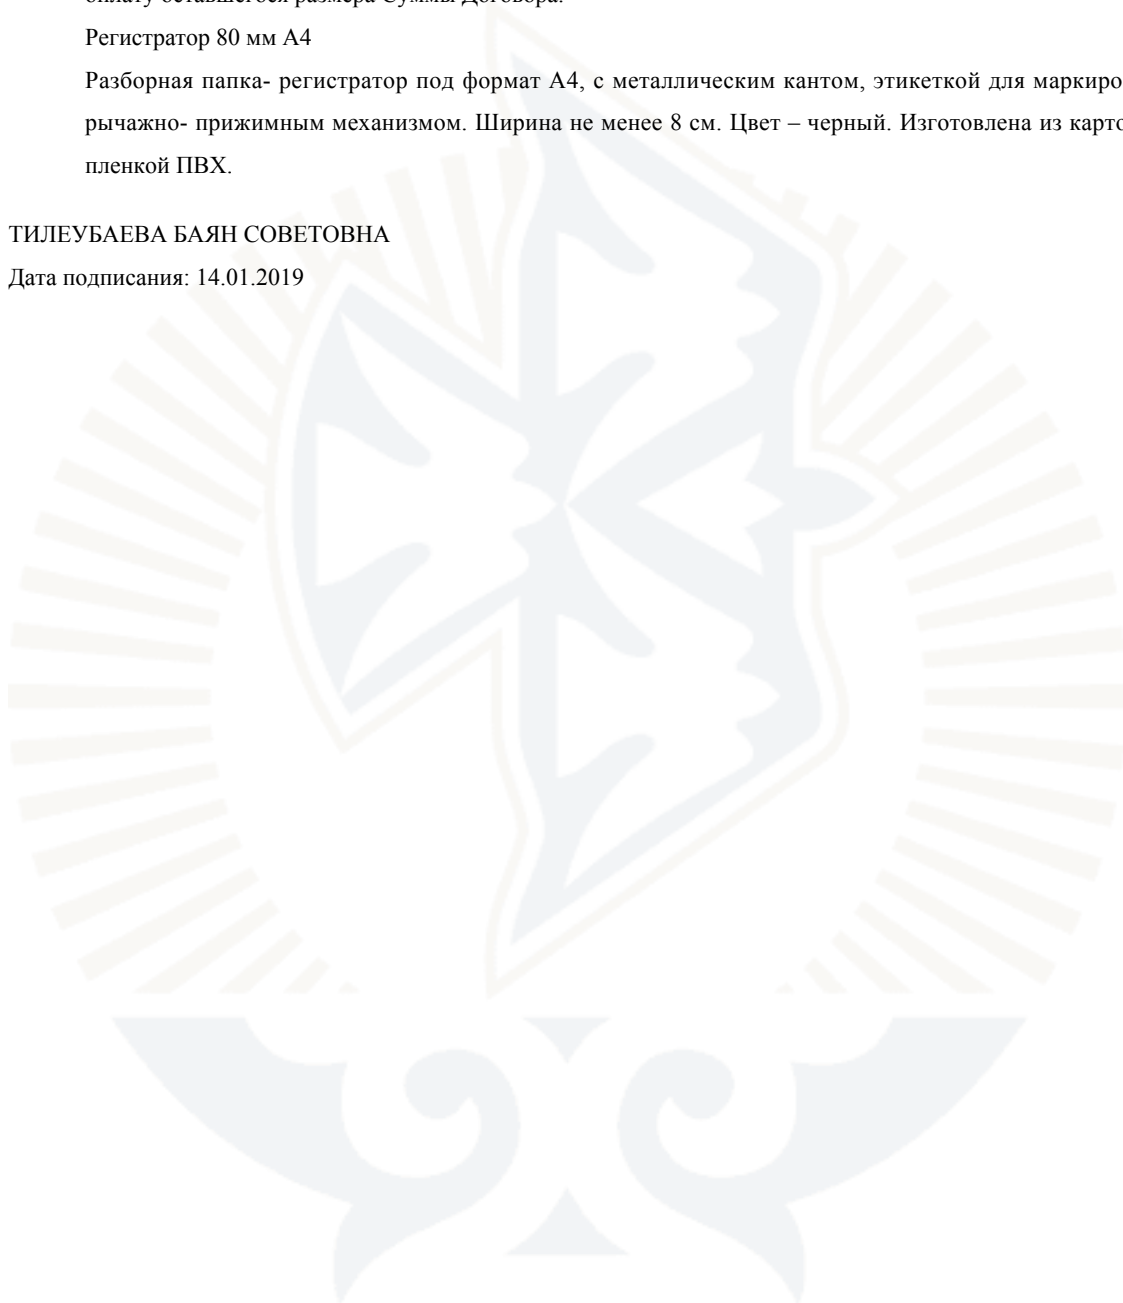 оплату оставшегося размера Суммы Договора.
Регистратор 80 мм А4
Разборная папка- регистратор под формат А4, с металлическим кантом, этикеткой для маркиро
рычажно- прижимным механизмом. Ширина не менее 8 см. Цвет – черный. Изготовлена из карто
пленкой ПВХ.
ТИЛЕУБАЕВА БАЯН СОВЕТОВНА
Дата подписания: 14.01.2019